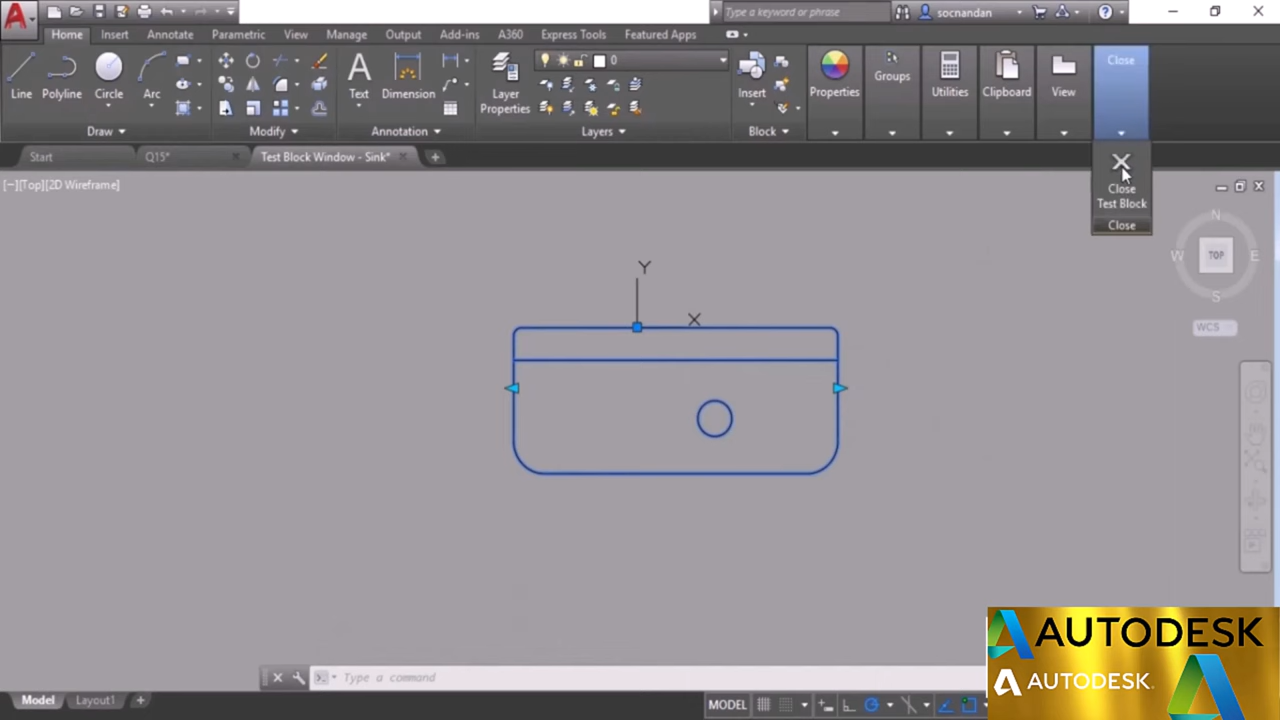 Type a keyword or phrase
socnandan
Home Insert Annotate Parametric View Manage Output Add-ins A360 Express Tools Featured Apps
Line Polyline Circle Arc
Text Dimension
Layer Properties
0
Insert
Properties
Groups
Utilities
Clipboard
View
Close
Draw Modify Annotation Layers Block
Start Q15* Test Block Window - Sink*
Close
Test Block
Close
[−][Top][2D Wireframe]
N
W TOP E
S
WCS
Y
X
Type a command
Model Layout1
MODEL
AUTODESK
AUTODESK.